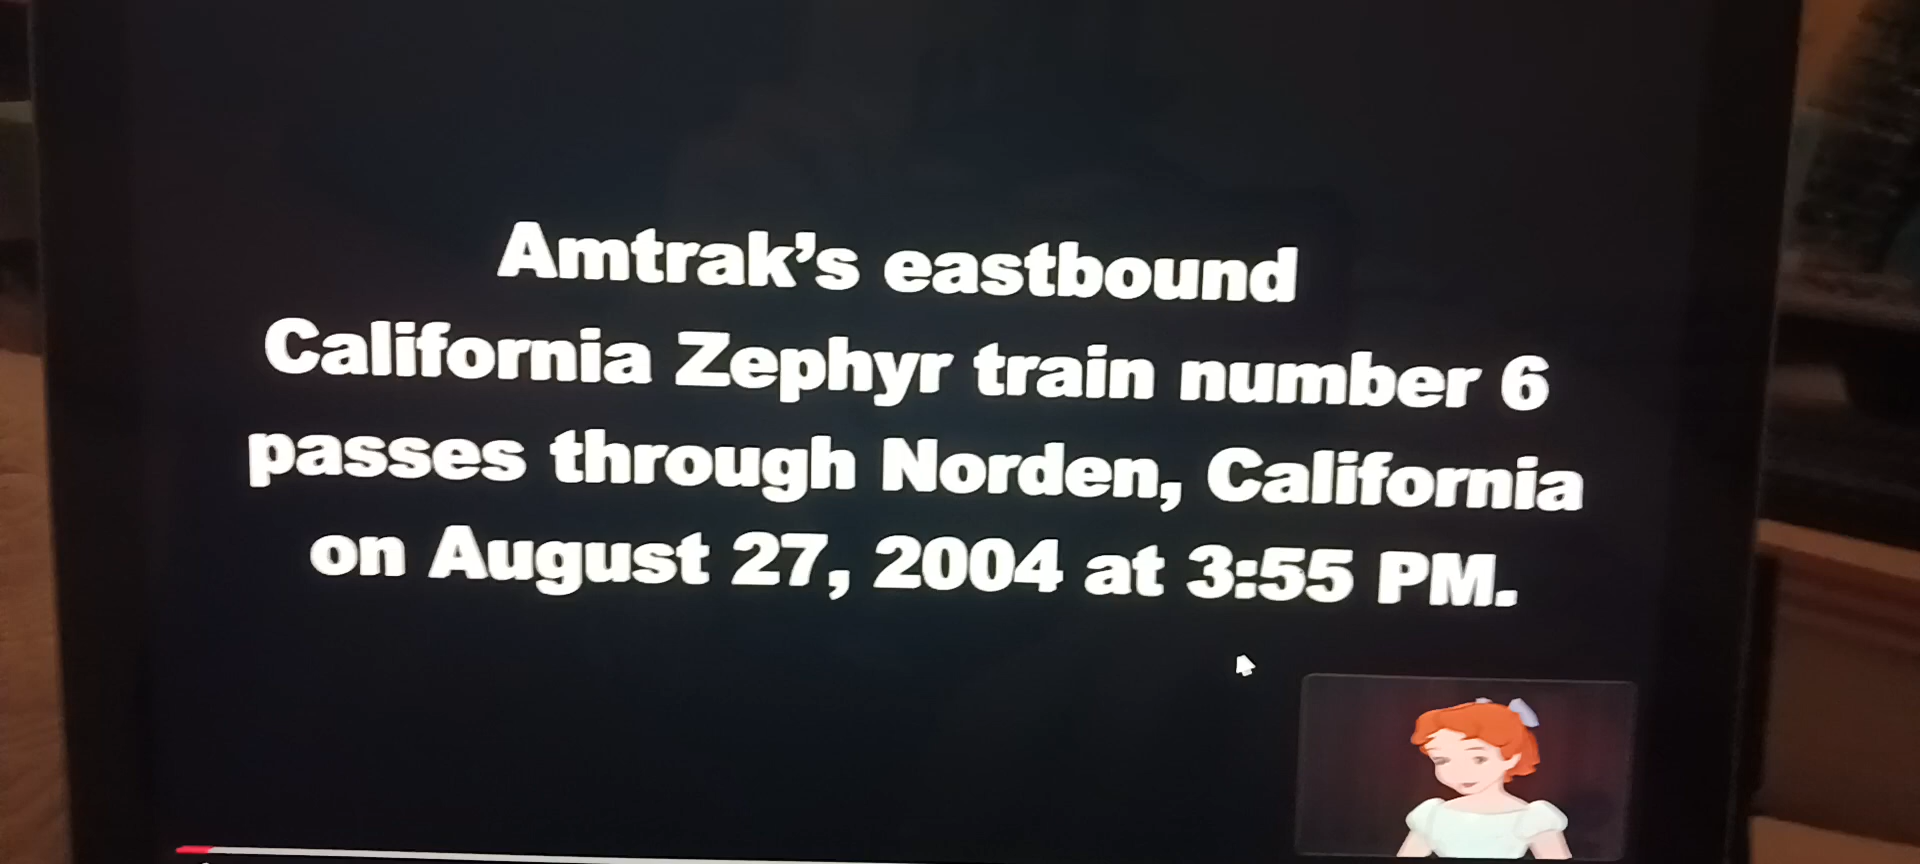 Amtrak’s eastbound
California Zephyr train number 6
passes through Norden, California
on August 27, 2004 at 3:55 PM.